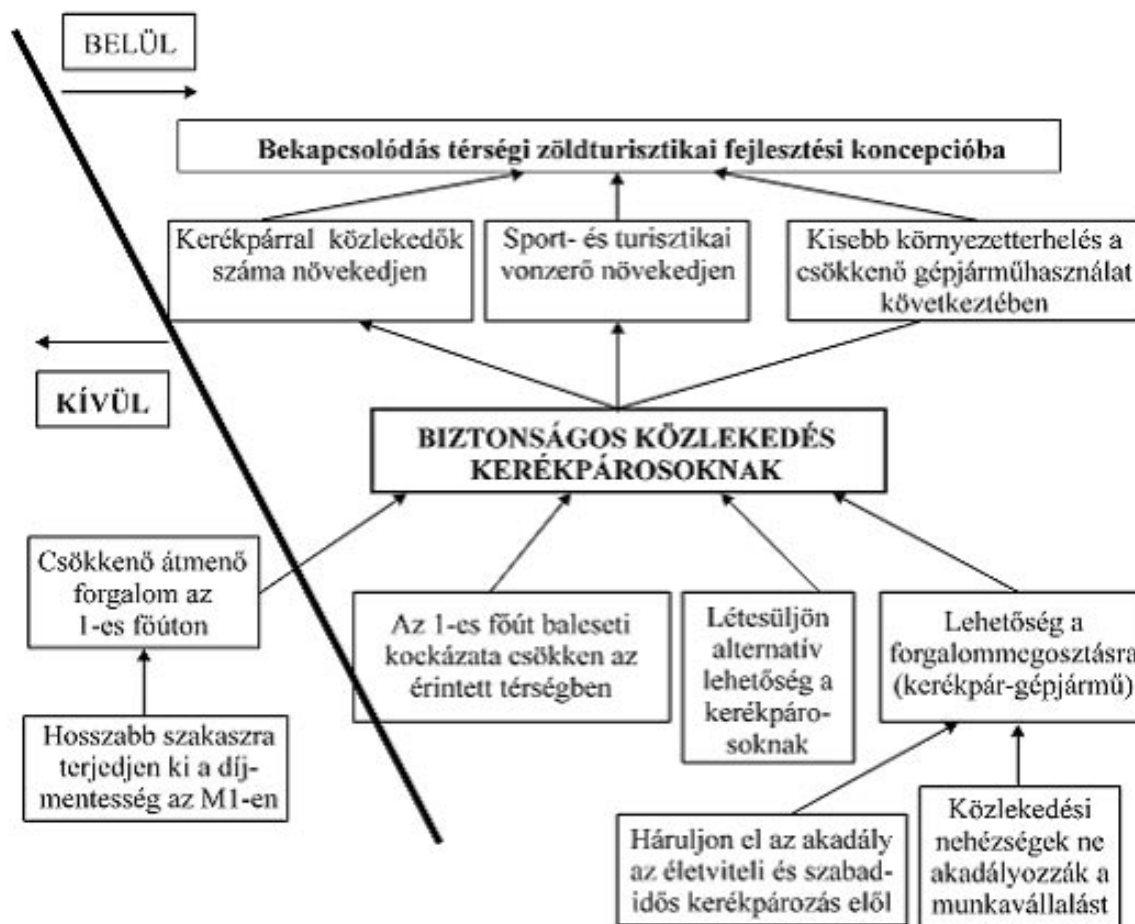 BELÜL
Bekapcsolódás térségi zöldturisztikai fejlesztési koncepcióba
Kerékpárral közlekedők
száma növekedjen
Sport- és turisztikai
vonzerő növekedjen
Kisebb környezetterhelés a
csökkenő gépjárműhasználat
következtében
KÍVÜL
BIZTONSÁGOS KÖZLEKEDÉS
KERÉKPÁROSOKNAK
Csökkenő átmenő
forgalom az
1-es főúton
Az 1-es főút baleseti
kockázata csökken az
érintett térségben
Létesüljön
alternatív
lehetőség a
kerékpáro-
soknak
Lehetőség a
forgalommegosztásra
(kerékpár-gépjármű)
Hosszabb szakaszra
terjedjen ki a díj-
mentesség az M1-en
Háruljon el az akadály
az életviteli és szabad-
idős kerékpározás elől
Közlekedési
nehézségek ne
akadályozzák a
munkavállalást